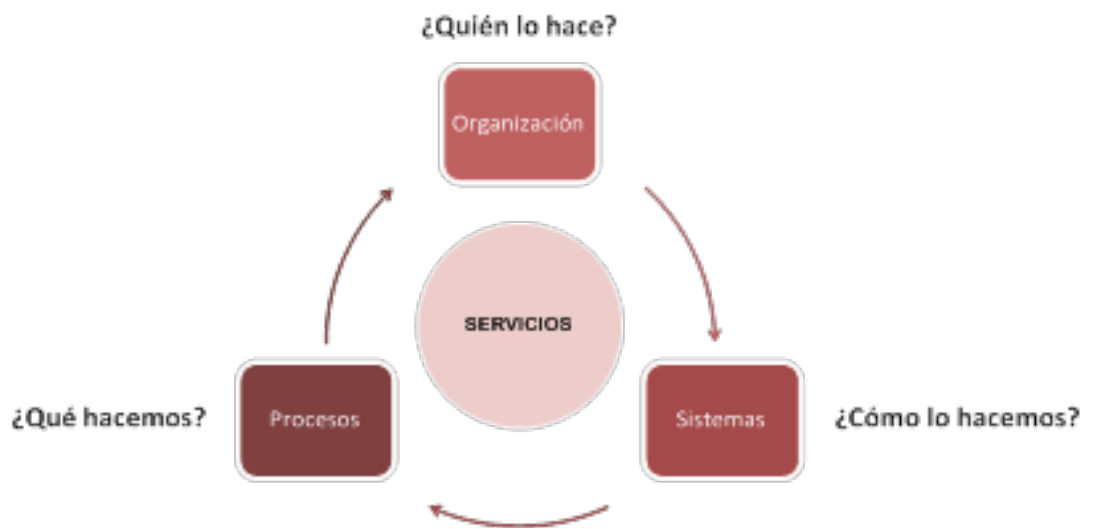 ¿Quién lo hace?
Organización
SERVICIOS
¿Qué hacemos?
Procesos
Sistemas
¿Cómo lo hacemos?